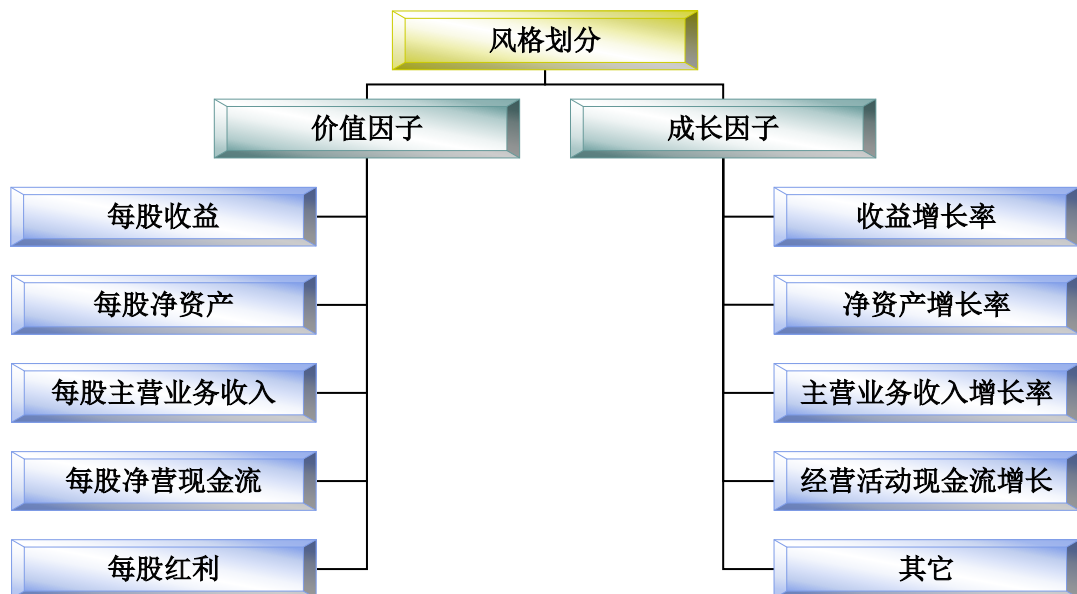 风格划分
价值因子
成长因子
每股收益
收益增长率
每股净资产
净资产增长率
每股主营业务收入
主营业务收入增长率
每股净营现金流
经营活动现金流增长
每股红利
其它